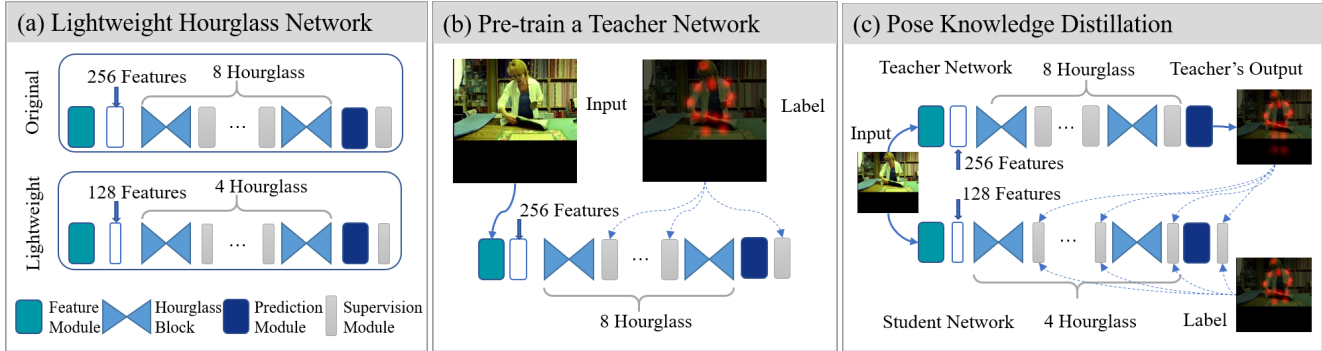 (a) Lightweight Hourglass Network
Original
256 Features
8 Hourglass
...
Lightweight
128 Features
4 Hourglass
...
Feature
Module
Hourglass
Block
Prediction
Module
Supervision
Module
(b) Pre-train a Teacher Network
Input
Label
256 Features
...
8 Hourglass
(c) Pose Knowledge Distillation
Teacher Network
8 Hourglass
Teacher's Output
Input
...
256 Features
128 Features
...
Student Network
4 Hourglass
Label